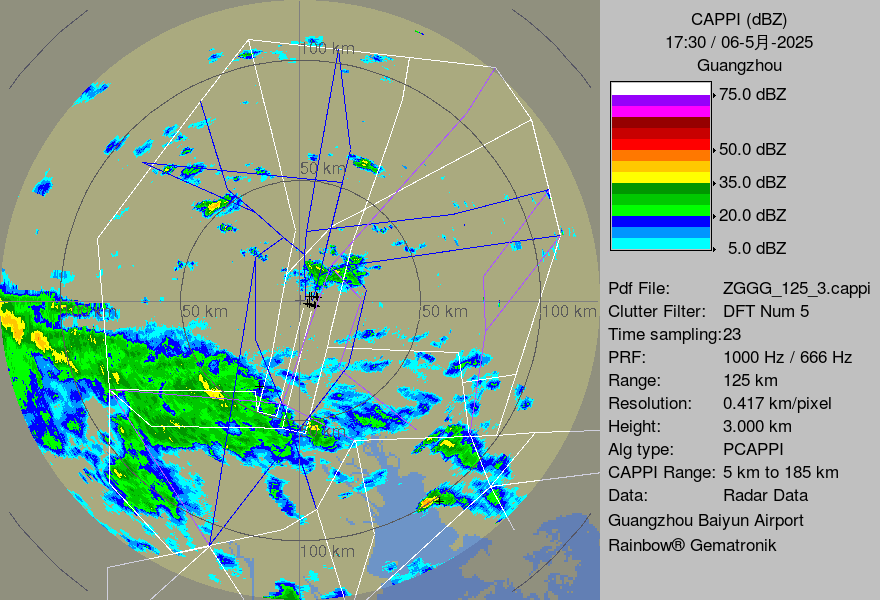 CAPPI (dBZ)
17:30 / 06-5月-2025
Guangzhou
75.0 dBZ
50.0 dBZ
35.0 dBZ
20.0 dBZ
5.0 dBZ
Pdf File: ZGGG_125_3.cappi
Clutter Filter: DFT Num 5
Time sampling:23
PRF: 1000 Hz / 666 Hz
Range: 125 km
Resolution: 0.417 km/pixel
Height: 3.000 km
Alg type: PCAPPI
CAPPI Range: 5 km to 185 km
Data: Radar Data
Guangzhou Baiyun Airport
Rainbow® Gematronik
100 km
50 km
50 km
50 km
100 km
100 km